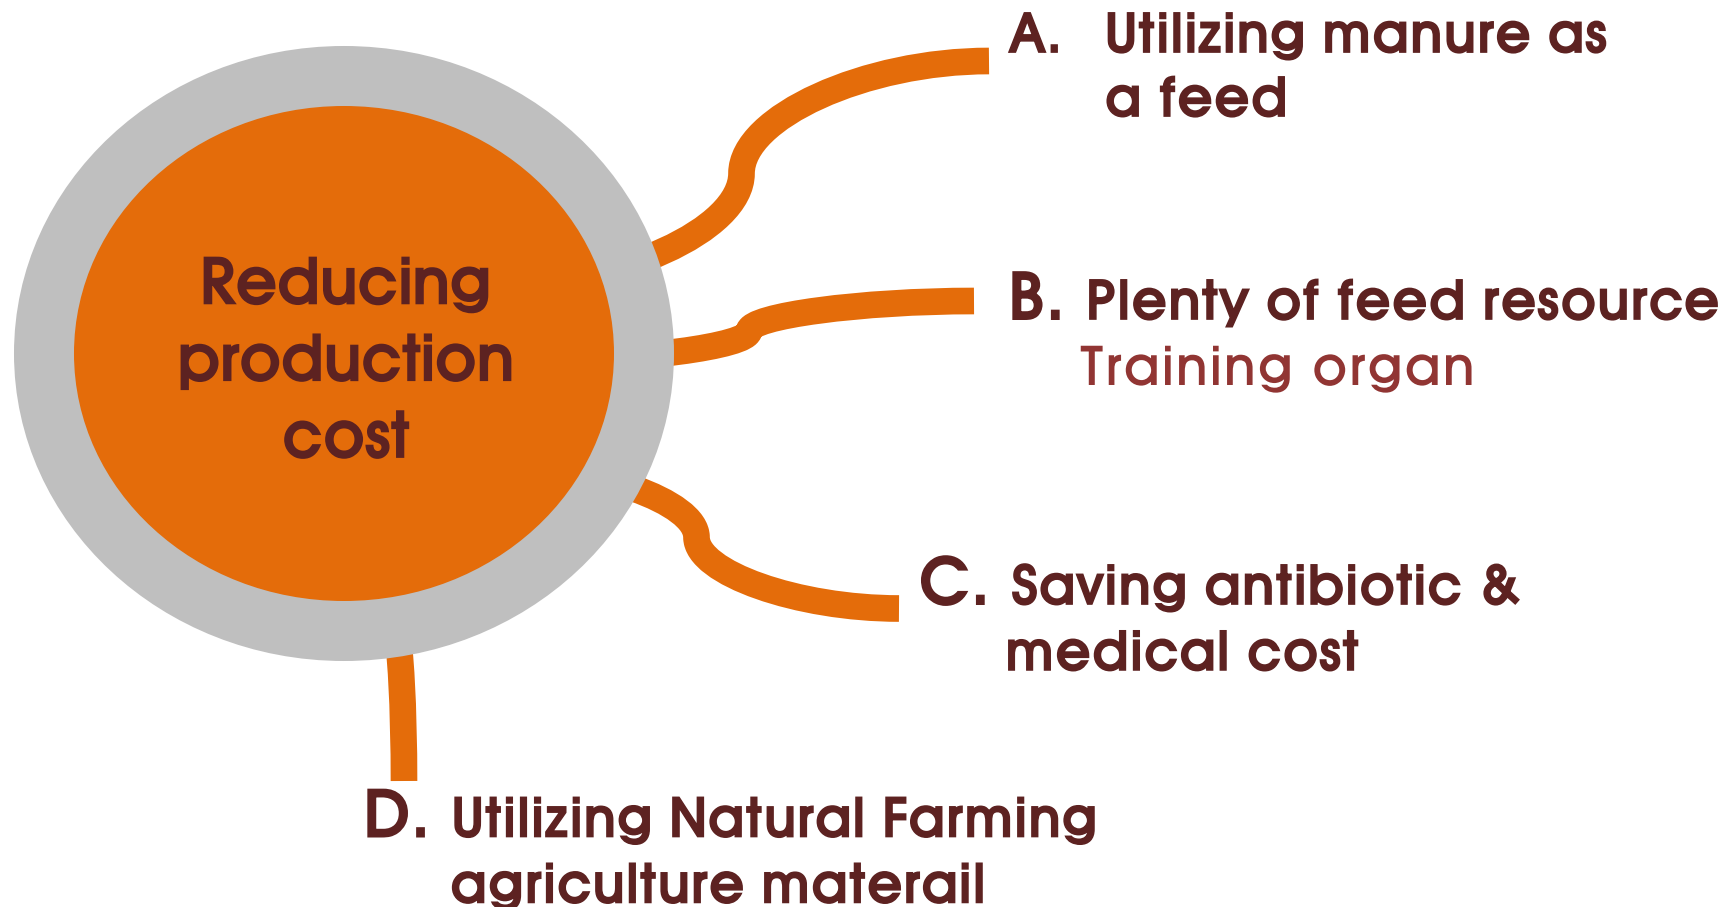 Reducing
production
cost
A. Utilizing manure as
a feed
B. Plenty of feed resource
Training organ
C. Saving antibiotic &
medical cost
D. Utilizing Natural Farming
agriculture materail